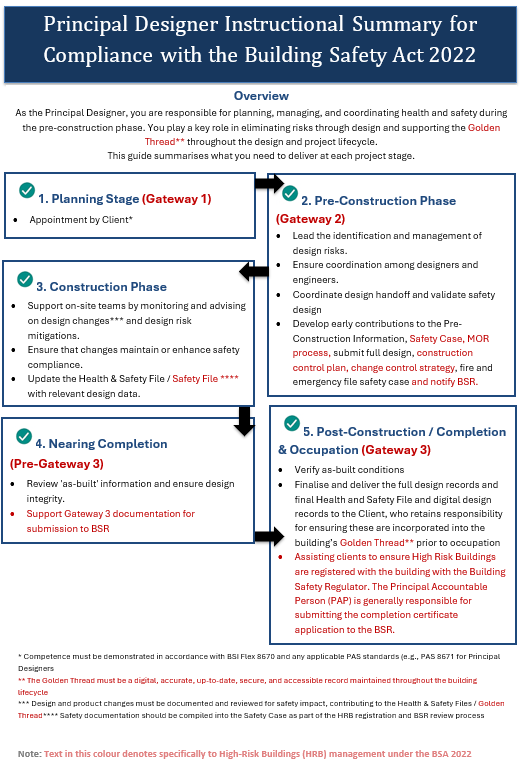 Principal Designer Instructional Summary for
Compliance with the Building Safety Act 2022
Overview
As the Principal Designer, you are responsible for planning, managing, and coordinating health and safety during
the pre-construction phase. You play a key role in eliminating risks through design and supporting the Golden
Thread** throughout the design and project lifecycle.
This guide summarises what you need to deliver at each project stage.
1. Planning Stage (Gateway 1)
• Appointment by Client*
2. Pre-Construction Phase
(Gateway 2)
• Lead the identification and management of
design risks.
• Ensure coordination among designers and
engineers.
• Coordinate design handoff and validate safety
design
• Develop early contributions to the Pre-
Construction Information, Safety Case, MOR
process, submit full design, construction
control plan, change control strategy, fire and
emergency file safety case and notify BSR.
3. Construction Phase
• Support on-site teams by monitoring and advising
on design changes*** and design risk
mitigations.
• Ensure that changes maintain or enhance safety
compliance.
• Update the Health & Safety File / Safety File ****
with relevant design data.
4. Nearing Completion
(Pre-Gateway 3)
• Review 'as-built' information and ensure design
integrity.
• Support Gateway 3 documentation for
submission to BSR
5. Post-Construction / Completion
& Occupation (Gateway 3)
• Verify as-built conditions
• Finalise and deliver the full design records and
final Health and Safety File and digital design
records to the Client, who retains responsibility
for ensuring these are incorporated into the
building's Golden Thread** prior to occupation
• Assisting clients to ensure High Risk Buildings
are registered with the building with the Building
Safety Regulator. The Principal Accountable
Person (PAP) is generally responsible for
submitting the completion certificate
application to the BSR.
* Competence must be demonstrated in accordance with BSI Flex 8670 and any applicable PAS standards (e.g., PAS 8671 for Principal
Designers
** The Golden Thread must be a digital, accurate, up-to-date, secure, and accessible record maintained throughout the building
lifecycle
*** Design and product changes must be documented and reviewed for safety impact, contributing to the Health & Safety Files / Golden
Thread**** Safety documentation should be compiled into the Safety Case as part of the HRB registration and BSR review process
Note: Text in this colour denotes specifically to High-Risk Buildings (HRB) management under the BSA 2022